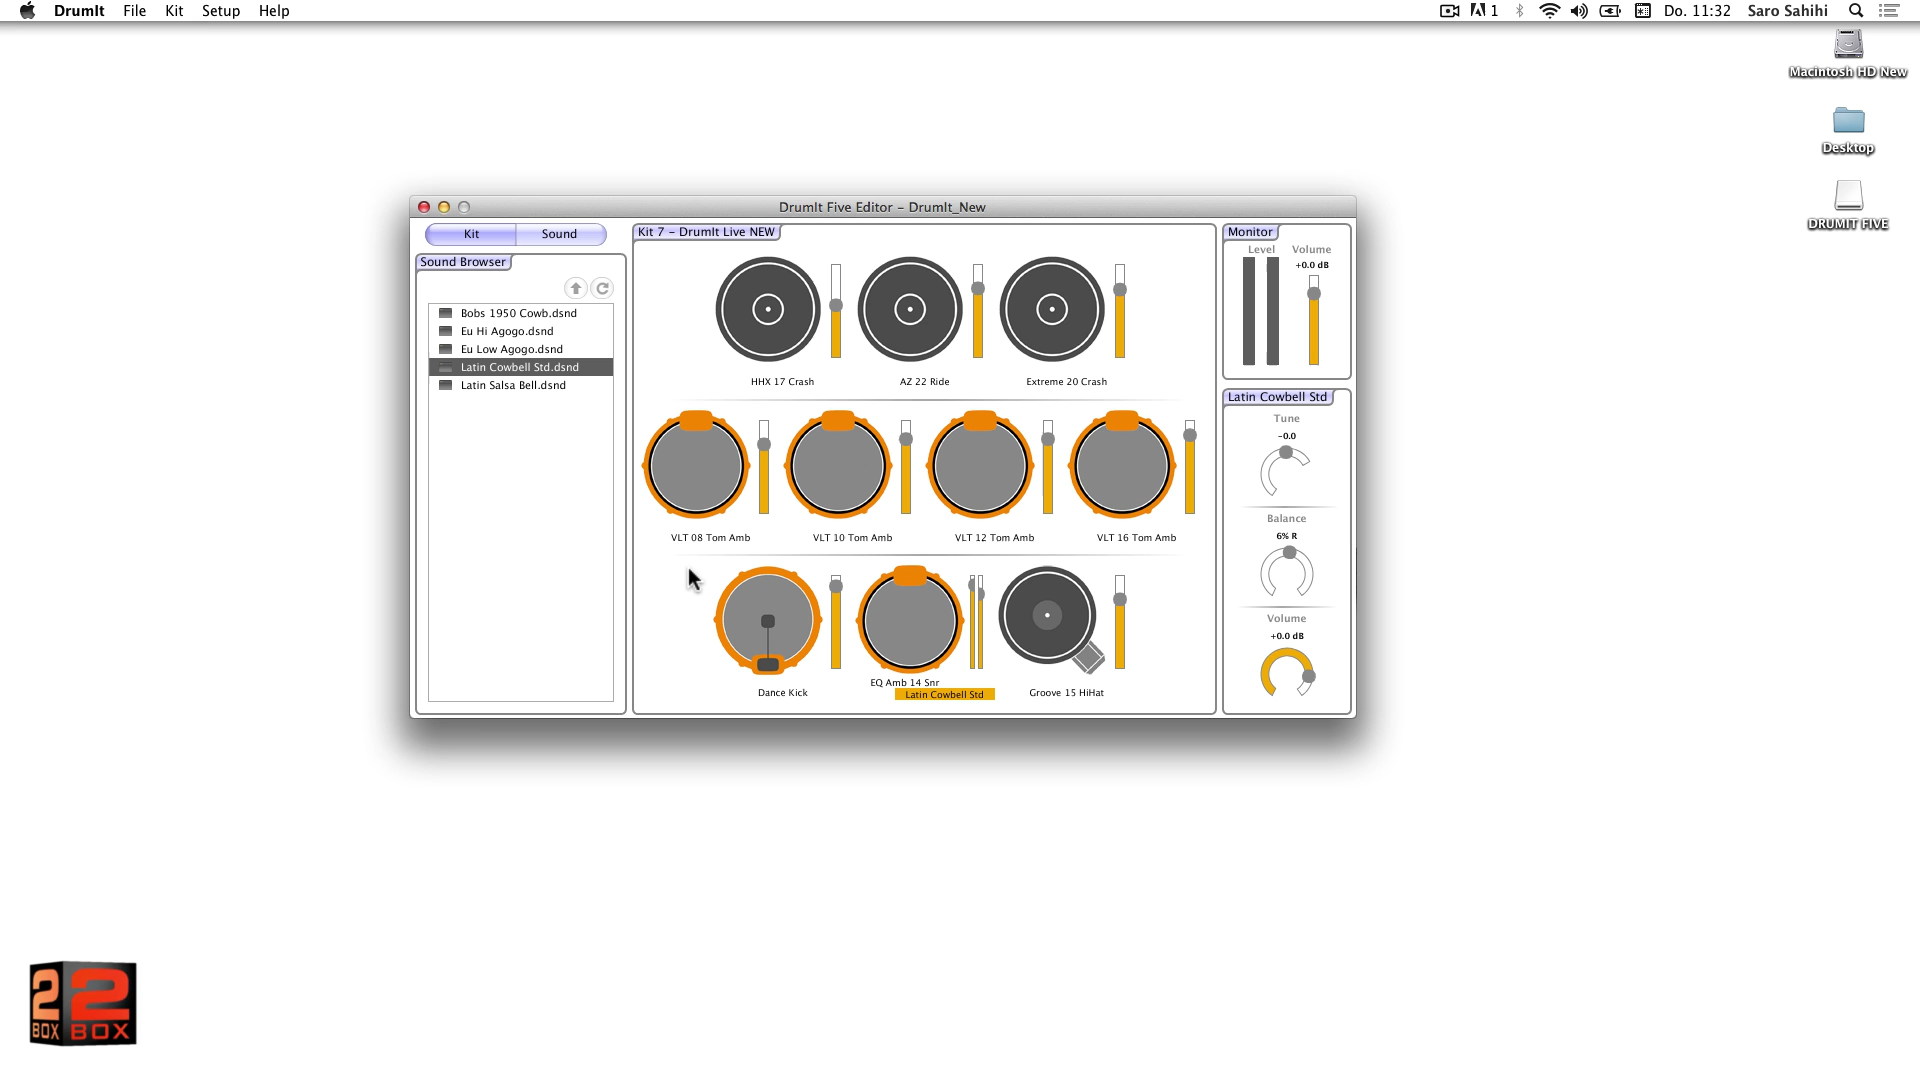 DrumIt File Kit Setup Help
1 Do. 11:32 Saro Sahihi
Macintosh HD New
Desktop
DRUMIT FIVE
DrumIt Five Editor – DrumIt_New
Kit Sound
Sound Browser
Bobs 1950 Cowb.dsnd
Eu Hi Agogo.dsnd
Eu Low Agogo.dsnd
Latin Cowbell Std.dsnd
Latin Salsa Bell.dsnd
Kit 7 – DrumIt Live NEW
HHX 17 Crash AZ 22 Ride Extreme 20 Crash
VLT 08 Tom Amb VLT 10 Tom Amb VLT 12 Tom Amb VLT 16 Tom Amb
EQ Amb 14 Snr
Dance Kick Latin Cowbell Std Groove 15 HiHat
Monitor
Level Volume
+0.0 dB
Latin Cowbell Std
Tune
-0.0
Balance
6% R
Volume
+0.0 dB
2 2
BOX BOX